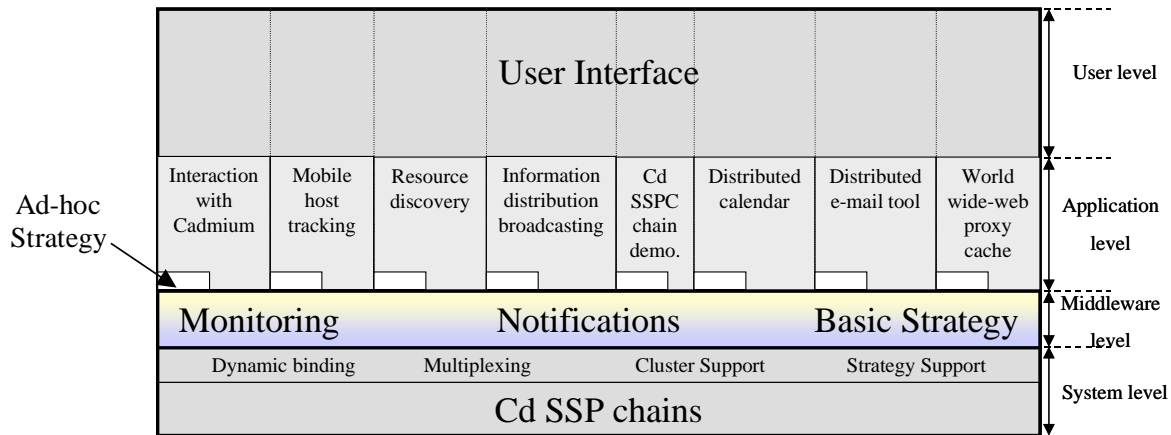 User Interface
User level
Interaction
with
Cadmium
Mobile
host
tracking
Resource
discovery
Information
distribution
broadcasting
Cd
SSPC
chain
demo.
Distributed
calendar
Distributed
e-mail tool
World
wide-web
proxy
cache
Application
level
Ad-hoc
Strategy
Monitoring
Notifications
Basic Strategy
Middleware
level
Dynamic binding
Multiplexing
Cluster Support
Strategy Support
Cd SSP chains
System level